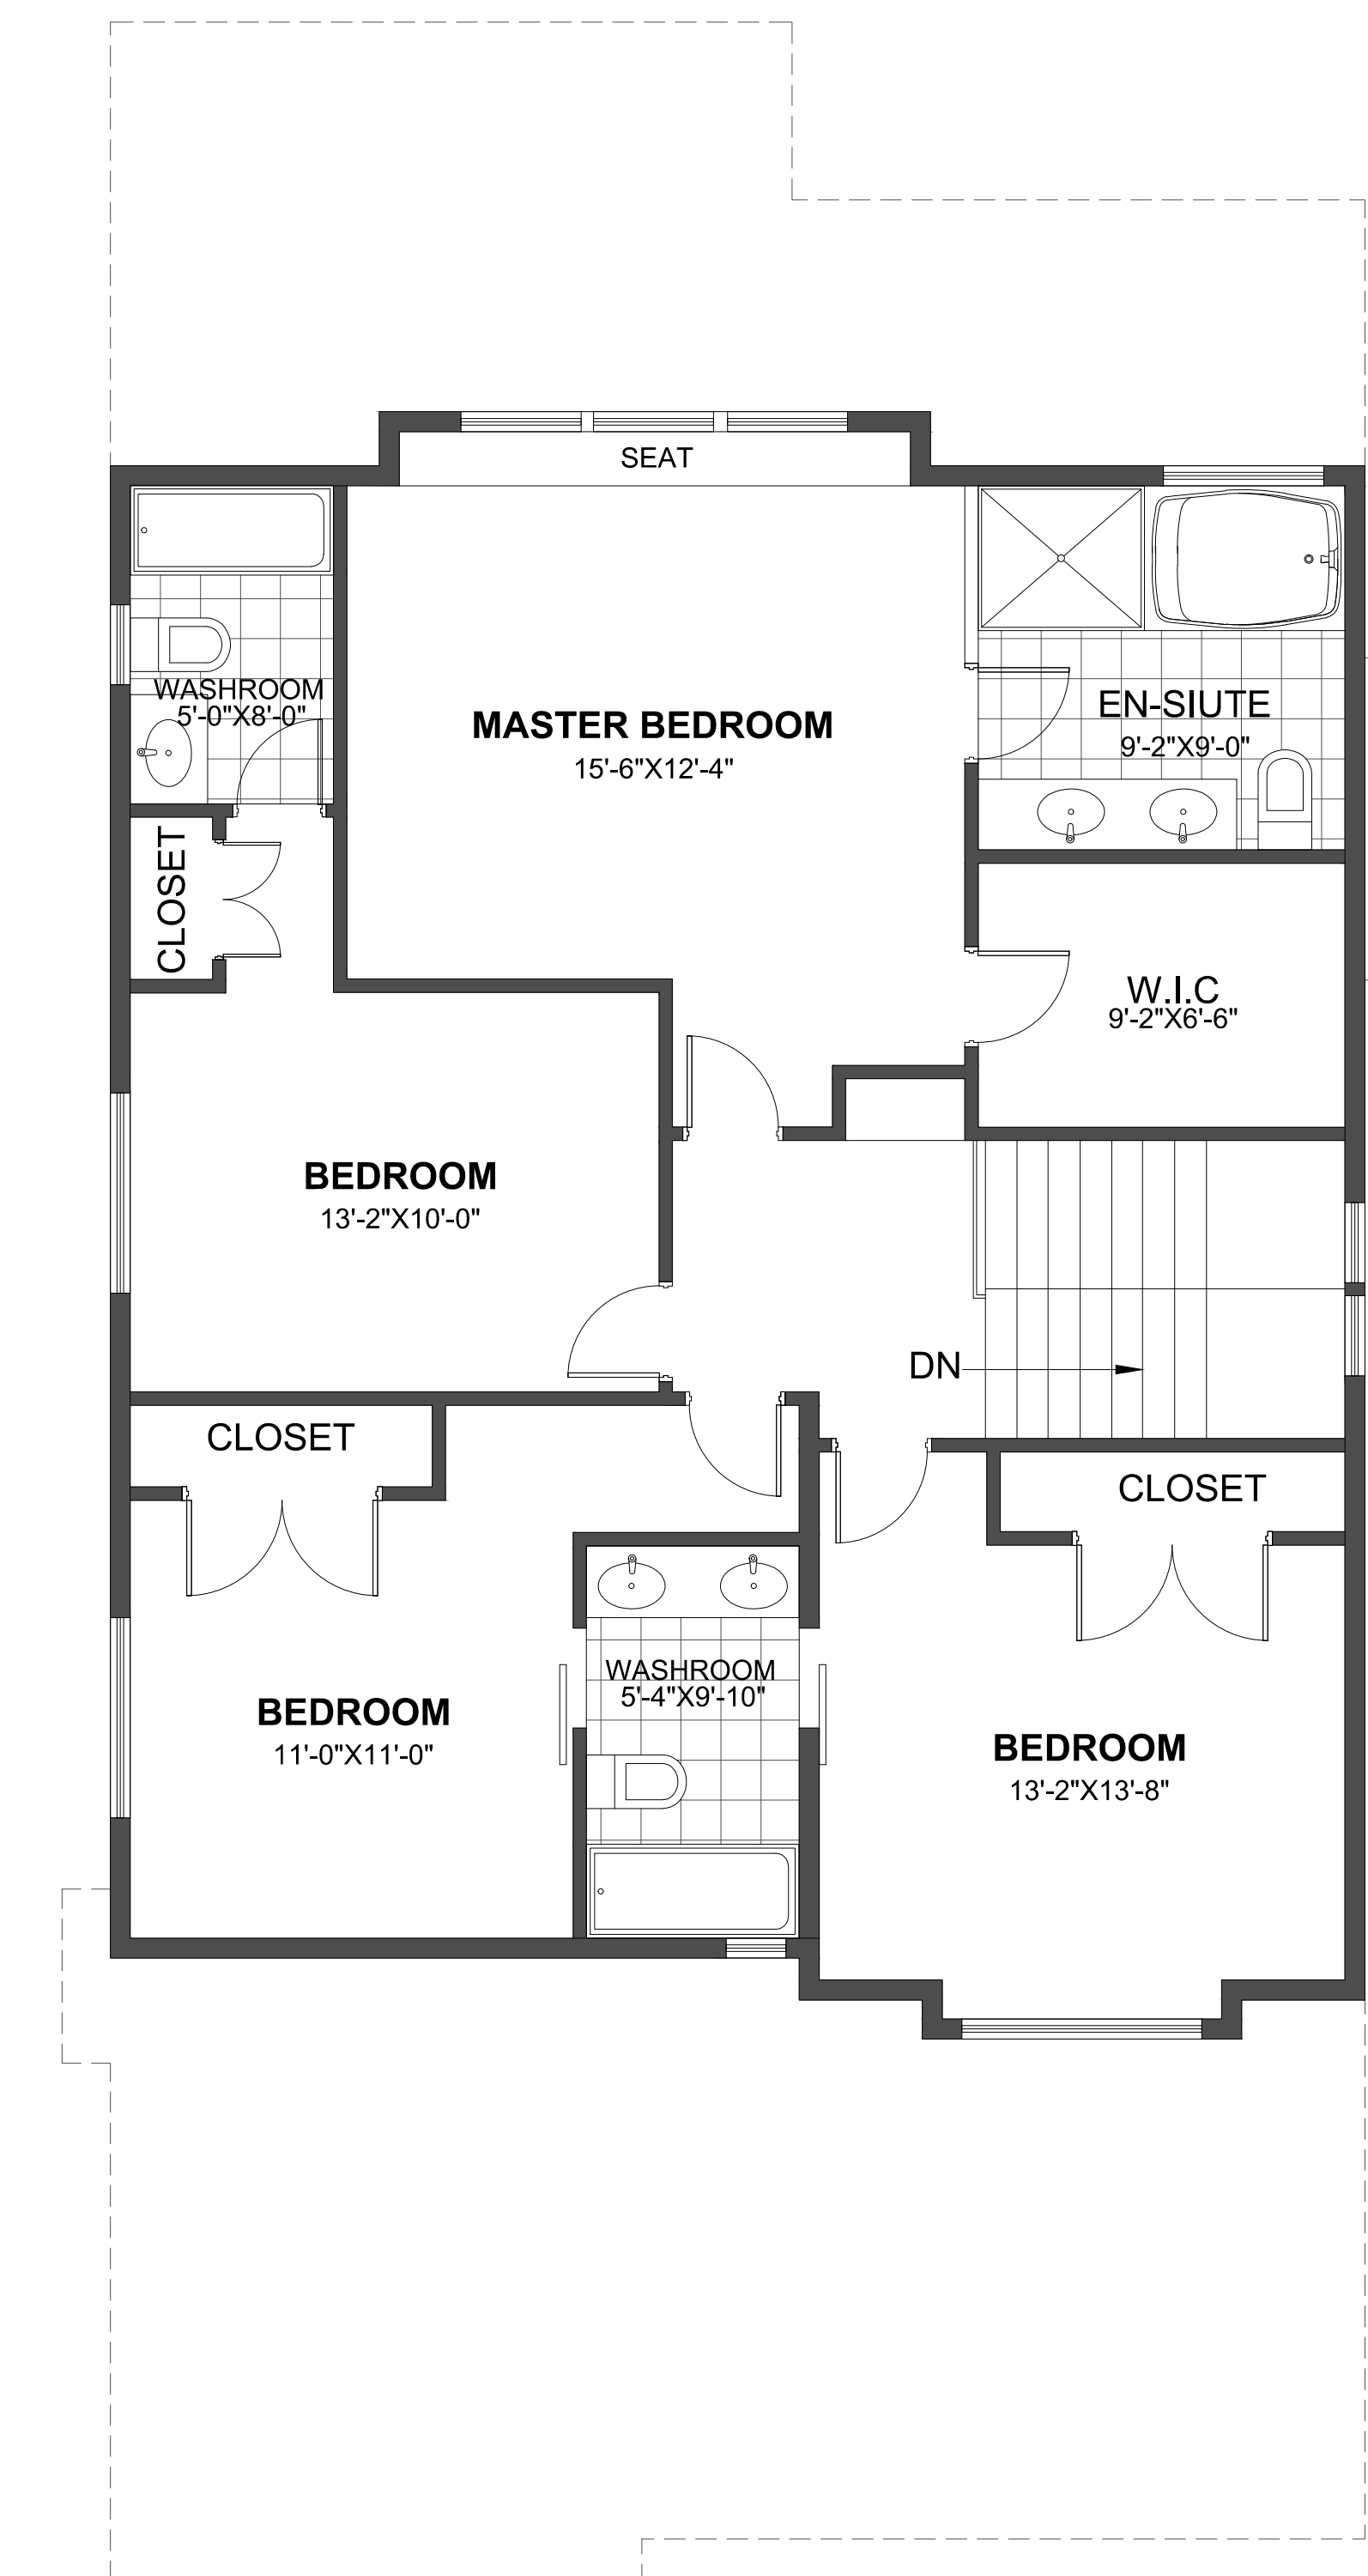 SEAT
WASHROOM
5'-0"X8'-0"
MASTER BEDROOM
15'-6"X12'-4"
EN-SIUTE
9'-2"X9'-0"
CLOSET
W.I.C
9'-2"X6'-6"
BEDROOM
13'-2"X10'-0"
DN
CLOSET
CLOSET
WASHROOM
5'-4"X9'-10"
BEDROOM
11'-0"X11'-0"
BEDROOM
13'-2"X13'-8"